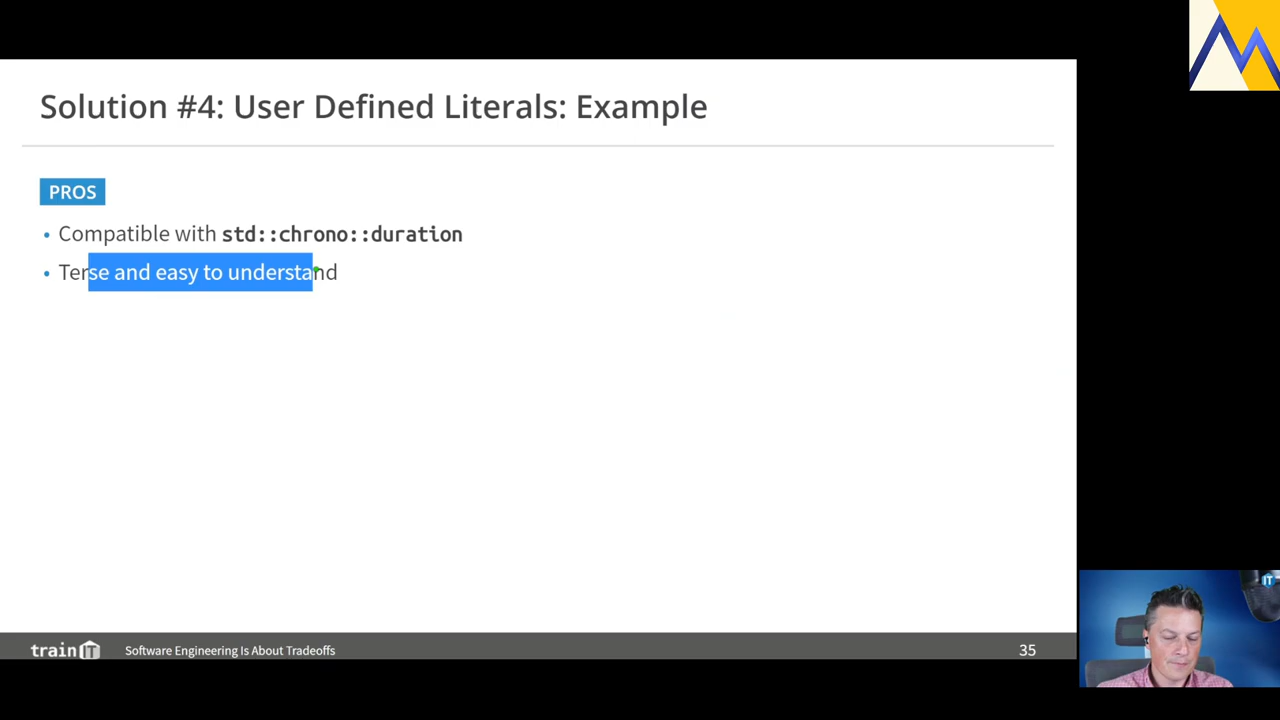 Solution #4: User Defined Literals: Example
PROS
• Compatible with std::chrono::duration
• Terse and easy to understand
train IT
Software Engineering Is About Tradeoffs
35
IT